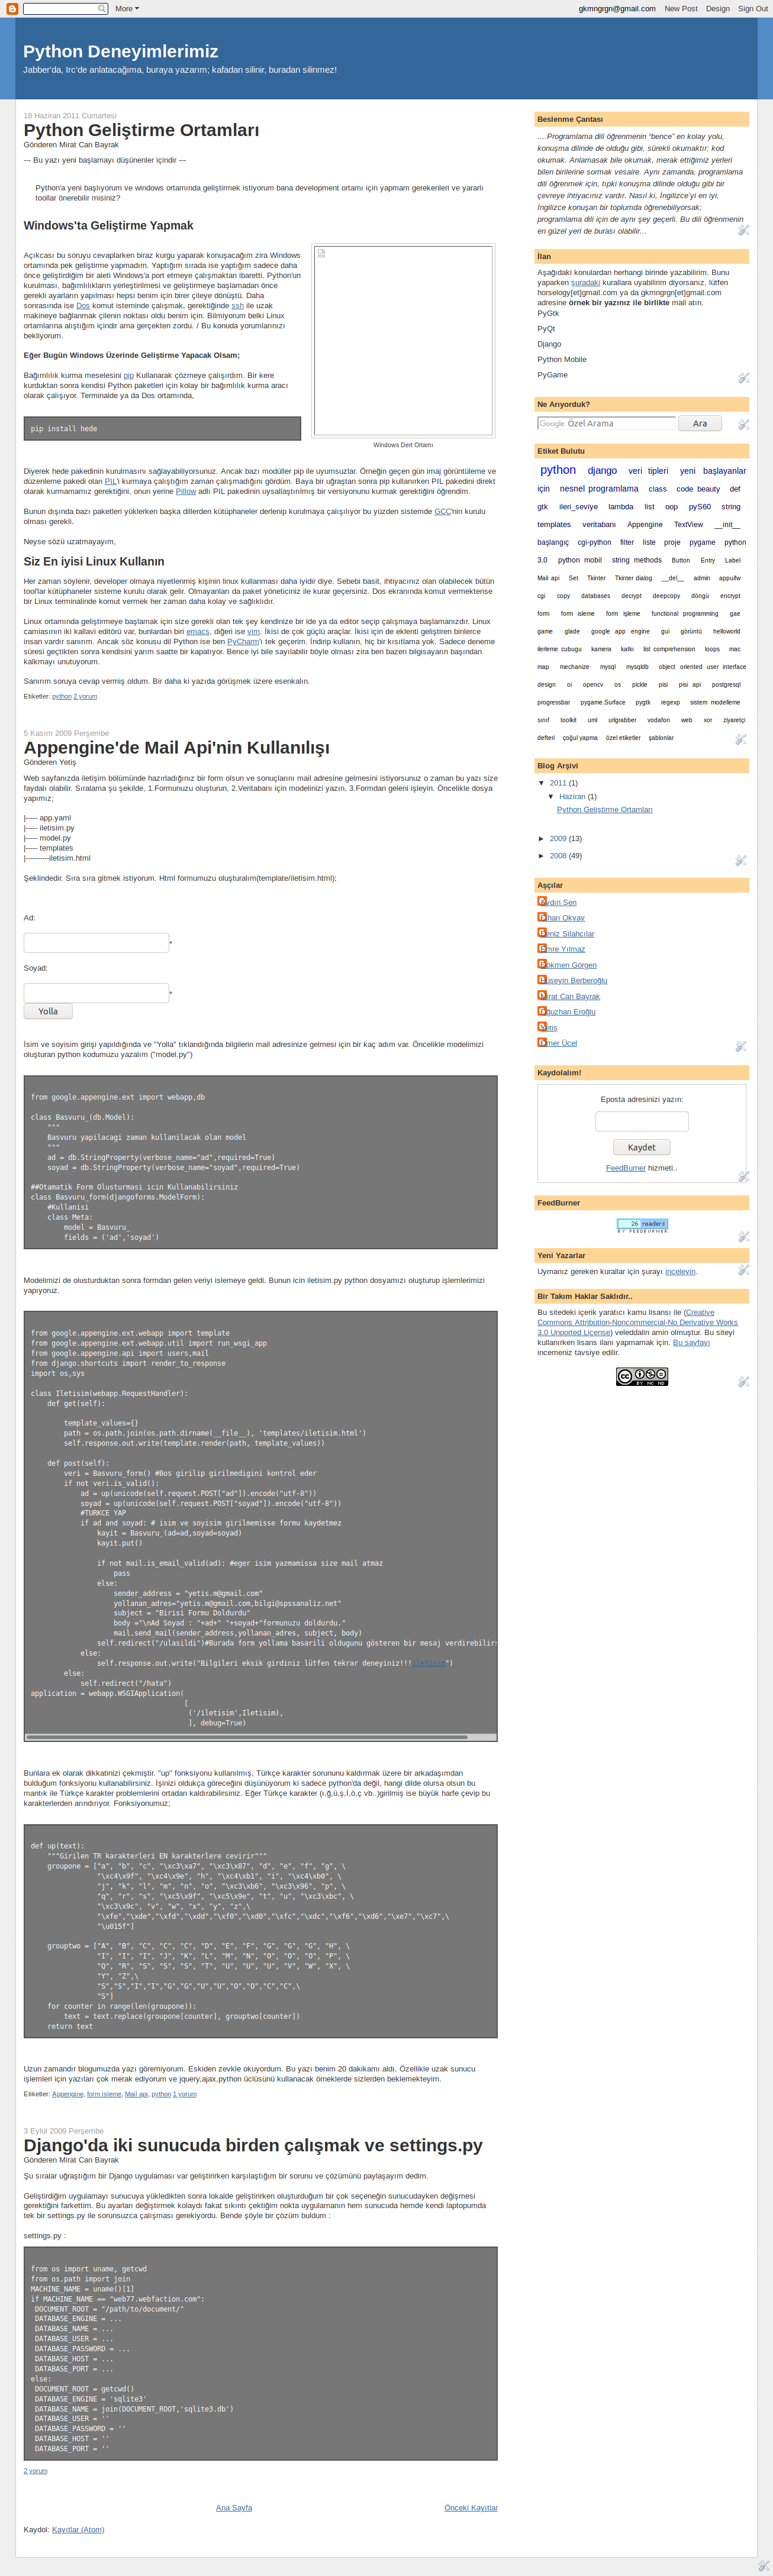 More
gkmngrgn@gmail.com New Post Design Sign Out
Python Deneyimlerimiz
Jabber'da, Irc'de anlatacağıma, buraya yazarım; kafadan silinir, buradan silinmez!
18 Haziran 2011 Cumartesi
Python Geliştirme Ortamları
Gönderen Mirat Can Bayrak
--- Bu yazı yeni başlamayı düşünenler içindir ---
Python'a yeni başlıyorum ve windows ortamında geliştirmek istiyorum bana development ortamı için yapmam gerekenleri ve yararlı
toollar önerebilir misiniz?
Windows'ta Geliştirme Yapmak
Açıkcası bu soruyu cevaplarken biraz kurgu yaparak konuşacağım zira Windows
ortamında pek geliştirme yapmadım. Yaptığım sırada ise yaptığım sadece daha
önce geliştirdiğim bir aleti Windows'a port etmeye çalışmaktan ibaretti. Python'un
kurulması, bağımlılıkların yerleştirilmesi ve geliştirmeye başlamadan önce
gerekli ayarların yapılması hepsi benim için birer çileye dönüştü. Daha
sonrasında ise Dos komut isteminde çalışmak, gerektiğinde ssh ile uzak
makineye bağlanmak çilenin noktası oldu benim için. Bilmiyorum belki Linux
ortamlarına alıştığım içindir ama gerçekten zordu. / Bu konuda yorumlarınızı
bekliyorum.
Eğer Bugün Windows Üzerinde Geliştirme Yapacak Olsam;
Bağımlılık kurma meselesini pip Kullanarak çözmeye çalışırdım. Bir kere
kurduktan sonra kendisi Python paketleri için kolay bir bağımlılık kurma aracı
olarak çalışıyor. Terminalde ya da Dos ortamında,
pip install hede
Windows Dert Ortamı
Diyerek hede pakedinin kurulmasını sağlayabiliyorsunuz. Ancak bazı modüller pip ile uyumsuzlar. Örneğin geçen gün imaj görüntüleme ve
düzenleme pakedi olan PIL'i kurmaya çalıştığım zaman çalışmadığını gördüm. Baya bir uğraştan sonra pip kullanırken PIL pakedini direkt
olarak kurmamamız gerektiğini, onun yerine Pillow adlı PIL pakedinin uysallaştırılmış bir versiyonunu kurmak gerektiğini öğrendim.
Bunun dışında bazı paketleri yüklerken başka dillerden kütüphaneler derlenip kurulmaya çalışılıyor bu yüzden sistemde GCC'nin kurulu
olması gerekli.
Neyse sözü uzatmayayım,
Siz En iyisi Linux Kullanın
Her zaman söylenir, developer olmaya niyetlenmiş kişinin linux kullanması daha iyidir diye. Sebebi basit, ihtiyacınız olan olabilecek bütün
tool'lar kütüphaneler sisteme kurulu olarak gelir. Olmayanları da paket yöneticiniz ile kurar geçersiniz. Dos ekranında komut vermektense
bir Linux terminalinde komut vermek her zaman daha kolay ve sağlıklıdır.
Linux ortamında geliştirmeye başlamak için size gerekli olan tek şey kendinize bir ide ya da editor seçip çalışmaya başlamanızdır. Linux
camiasının iki kallavi editörü var, bunlardan biri emacs, diğeri ise vim. İkisi de çok güçlü araçlar. İkisi için de eklenti geliştiren binlerce
insan vardır sanırım. Ancak söz konusu dil Python ise ben PyCharm'ı tek geçerim. İndirip kullanın, hiç bir kısıtlama yok. Sadece deneme
süresi geçtikten sonra kendisini yarım saatte bir kapatıyor. Bence iyi bile sayılabilir böyle olması zira ben bazen bilgisayarın başından
kalkmayı unutuyorum.
Sanırım soruya cevap vermiş oldum. Bir daha ki yazıda görüşmek üzere esenkalın.
Etiketler: python 2 yorum
5 Kasım 2009 Perşembe
Appengine'de Mail Api'nin Kullanılışı
Gönderen Yetiş
Web sayfanızda iletişim bölümünde hazırladığınız bir form olsun ve sonuçlarını mail adresine gelmesini istiyorsunuz o zaman bu yazı size
faydalı olabilir. Sıralama şu şekilde, 1.Formunuzu oluşturun, 2.Veritabanı için modelinizi yazın, 3.Formdan geleni işleyin. Öncelikle dosya
yapımız;
|----- app.yaml
|----- iletisim.py
|----- model.py
|----- templates
|----------iletisim.html
Şeklindedir. Sıra sıra gitmek istiyorum. Html formumuzu oluşturalım(template/iletisim.html);
Ad:
*
Soyad:
*
Yolla
İsim ve soyisim girişi yapıldığında ve "Yolla" tıklandığında bilgilerin mail adresinize gelmesi için bir kaç adım var. Öncelikle modelimizi
oluşturan python kodumuzu yazalım ("model.py")
from google.appengine.ext import webapp,db
class Basvuru_(db.Model):
"""
Basvuru yapilacagi zaman kullanilacak olan model
"""
ad = db.StringProperty(verbose_name="ad",required=True)
soyad = db.StringProperty(verbose_name="soyad",required=True)
##Otamatik Form Olusturmasi icin Kullanabilirsiniz
class Basvuru_form(djangoforms.ModelForm):
#Kullanisi
class Meta:
model = Basvuru_
fields = ('ad','soyad')
Modelimizi de olusturduktan sonra formdan gelen veriyi islemeye geldi. Bunun icin iletisim.py python dosyamızı oluşturup işlemlerimizi
yapıyoruz.
from google.appengine.ext.webapp import template
from google.appengine.ext.webapp.util import run_wsgi_app
from google.appengine.api import users,mail
from django.shortcuts import render_to_response
import os,sys
class Iletisim(webapp.RequestHandler):
def get(self):
template_values={}
path = os.path.join(os.path.dirname(__file__), 'templates/iletisim.html')
self.response.out.write(template.render(path, template_values))
def post(self):
veri = Basvuru_form() #Bos girilip girilmedigini kontrol eder
if not veri.is_valid():
ad = up(unicode(self.request.POST["ad"]).encode("utf-8"))
soyad = up(unicode(self.request.POST["soyad"]).encode("utf-8"))
#TURKCE YAP
if ad and soyad: # isim ve soyisim girilmemisse formu kaydetmez
kayit = Basvuru_(ad=ad,soyad=soyad)
kayit.put()
if not mail.is_email_valid(ad): #eger isim yazmamissa size mail atmaz
pass
else:
sender_address = "yetis.m@gmail.com"
yollanan_adres="yetis.m@gmail.com,bilgi@spssanaliz.net"
subject = "Birisi Formu Doldurdu"
body ="\nAd Soyad : "+ad+" "+soyad+"formunuzu doldurdu."
mail.send_mail(sender_address,yollanan_adres, subject, body)
self.redirect("/ulasildi")#Burada form yollama basarili oldugunu gösteren bir mesaj verdirebilirs
else:
self.response.out.write("Bilgileri eksik girdiniz lütfen tekrar deneyiniz!!!iletisim")
else:
self.redirect("/hata")
application = webapp.WSGIApplication(
[
('/iletisim',Iletisim),
], debug=True)
Bunlara ek olarak dikkatinizi çekmiştir. "up" fonksiyonu kullanılmış, Türkçe karakter sorununu kaldırmak üzere bir arkadaşımdan
bulduğum fonksiyonu kullanabilirsiniz. İşinizi oldukça göreceğini düşünüyorum ki sadece python'da değil, hangi dilde olursa olsun bu
mantık ile Türkçe karakter problemlerini ortadan kaldırabilirsiniz. Eğer Türkçe karakter (ı,ğ,ü,ş,İ,ö,ç vb..)girilmiş ise büyük harfe çevip bu
karakterlerden arındırıyor. Fonksiyonumuz;
def up(text):
"""Girilen TR karakterleri EN karakterlere cevirir"""
groupone = ["a", "b", "c", "\xc3\xa7", "\xc3\x87", "d", "e", "f", "g", \
"\xc4\x9f", "\xc4\x9e", "h", "\xc4\xb1", "i", "\xc4\xb0", \
"j", "k", "l", "m", "n", "o", "\xc3\xb6", "\xc3\x96", "p", \
"q", "r", "s", "\xc5\x9f", "\xc5\x9e", "t", "u", "\xc3\xbc", \
"\xc3\x9c", "v", "w", "x", "y", "z",\
"\xfe","\xde","\xfd","\xdd","\xf0","\xd0","\xfc","\xdc","\xf6","\xd6","\xe7","\xc7",\
"\u015f"]
grouptwo = ["A", "B", "C", "C", "C", "D", "E", "F", "G", "G", "G", "H", \
"I", "I", "I", "J", "K", "L", "M", "N", "O", "O", "O", "P", \
"Q", "R", "S", "S", "S", "T", "U", "U", "U", "V", "W", "X", \
"Y", "Z",\
"S","S","I","I","G","G","U","U","O","O","C","C",\
"S"]
for counter in range(len(groupone)):
text = text.replace(groupone[counter], grouptwo[counter])
return text
Uzun zamandır blogumuzda yazı göremiyorum. Eskiden zevkle okuyordum. Bu yazı benim 20 dakikamı aldı. Özellikle uzak sunucu
işlemleri için yazıları çok merak ediyorum ve jquery,ajax,python üclüsünü kullanacak örneklerde sizlerden beklemekteyim.
Etiketler: Appengine, form isleme, Mail api, python 1 yorum
3 Eylül 2009 Perşembe
Django'da iki sunucuda birden çalışmak ve settings.py
Gönderen Mirat Can Bayrak
Şu sıralar uğraştığım bir Django uygulaması var geliştirirken karşılaştığım bir sorunu ve çözümünü paylaşayım dedim.
Geliştirdiğim uygulamayı sunucuya yükledikten sonra lokalde geliştirirken oluşturduğum bir çok seçeneğin sunucudayken değişmesi
gerektiğini farkettim. Bu ayarları değiştirmek kolaydı fakat sıkıntı çektiğim nokta uygulamanın hem sunucuda hemde kendi laptopumda
tek bir settings.py ile sorunsuzca çalışması gerekiyordu. Bende şöyle bir çözüm buldum :
settings.py :
from os import uname, getcwd
from os.path import join
MACHINE_NAME = uname()[1]
if MACHINE_NAME == "web77.webfaction.com":
DOCUMENT_ROOT = "/path/to/document/"
DATABASE_ENGINE = ...
DATABASE_NAME = ...
DATABASE_USER = ...
DATABASE_PASSWORD = ...
DATABASE_HOST = ...
DATABASE_PORT = ...
else:
DOCUMENT_ROOT = getcwd()
DATABASE_ENGINE = 'sqlite3'
DATABASE_NAME = join(DOCUMENT_ROOT,'sqlite3.db')
DATABASE_USER = ''
DATABASE_PASSWORD = ''
DATABASE_HOST = ''
DATABASE_PORT = ''
2 yorum
Ana Sayfa Önceki Kayıtlar
Kaydol: Kayıtlar (Atom)
Beslenme Çantası
....Programlama dili öğrenmenin “bence” en kolay yolu,
konuşma dilinde de olduğu gibi, sürekli okumaktır; kod
okumak. Anlamasak bile okumak, merak ettiğimiz yerleri
bilen birilerine sormak vesaire. Aynı zamanda, programlama
dili öğrenmek için, tıpki konuşma dilinde olduğu gibi bir
çevreye ihtiyacınız vardır. Nasıl ki, İngilizce'yi en iyi,
İngilizce konuşan bir toplumda öğrenebiliyorsak;
programlama dili için de aynı şey geçerli. Bu dili öğrenmenin
en güzel yeri de burası olabilir...
İlan
Aşağıdaki konulardan herhangi birinde yazabilirim. Bunu
yaparken şuradaki kurallara uyabilirim diyorsanız, lütfen
horselogy[et]gmail.com ya da gkmngrgn[et]gmail.com
adresine örnek bir yazınız ile birlikte mail atın.
PyGtk
PyQt
Django
Python Mobile
PyGame
Ne Arıyorduk?
Google Özel Arama Ara
Etiket Bulutu
python django veri tipleri yeni başlayanlar
için nesnel programlama class code beauty def
gtk ileri_seviye lambda list oop pyS60 string
templates veritabanı Appengine TextView __init__
başlangıç cgi-python filter liste proje pygame python
3.0 python mobil string methods Button Entry Label
Mail api Set Tkinter Tkinter dialog __del__ admin appuifw
cgi copy databases decrypt deepcopy döngü encypt
form form isleme form işleme functional programming gae
game glade google app engine gui görüntü helloworld
ilerleme cubugu kamera katkı list comprehension loops mac
map mechanize mysql mysqldb object oriented user interface
design oi opencv os pickle pisi pisi api postgresql
progressbar pygame.Surface pygtk regexp sistem modelleme
sınıf toolkit uml urlgrabber vodafon web xor ziyaretçi
defteri çoğul yapma özel etiketler şablonlar
Blog Arşivi
▼ 2011 (1)
▼ Haziran (1)
Python Geliştirme Ortamları
► 2009 (13)
► 2008 (49)
Aşçılar
Aydın Şen
Cihan Okyay
Deniz Silahcılar
Emre Yılmaz
Gökmen Görgen
Hüseyin Berberoğlu
Mirat Can Bayrak
Oğuzhan Eroğlu
Yetiş
Ömer Ücel
Kaydolalım!
Eposta adresinizi yazın:
Kaydet
FeedBurner hizmeti..
FeedBurner
26 readers
BY FEEDBURNER
Yeni Yazarlar
Uymanız gereken kurallar için şurayı inceleyin.
Bir Takım Haklar Saklıdır..
Bu sitedeki içerik yaratıcı kamu lisansı ile (Creative
Commons Attribution-Noncommercial-No Derivative Works
3.0 Unported License) veleddalin amin olmuştur. Bu siteyi
kullanırken lisans ilanı yapmamak için. Bu sayfayı
incemeniz tavsiye edilir.
cc BY NC ND